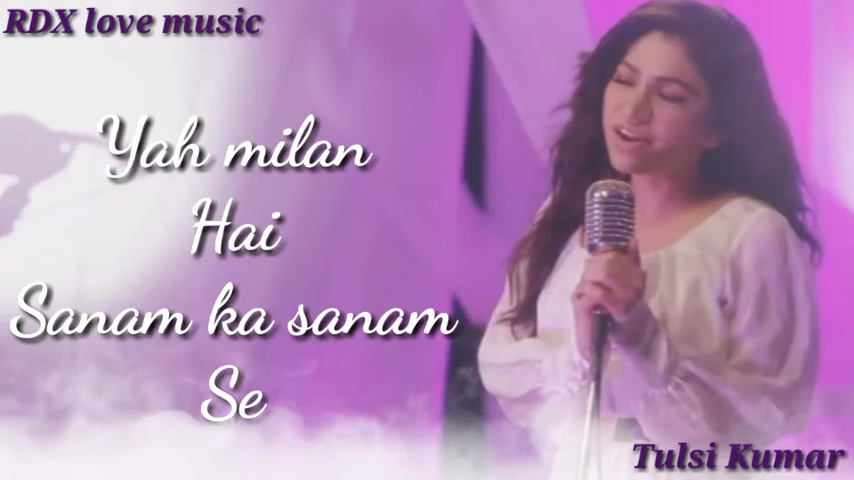 RDX love music
Yah milan
Hai
Sanam ka sanam
Se
Tulsi Kumar